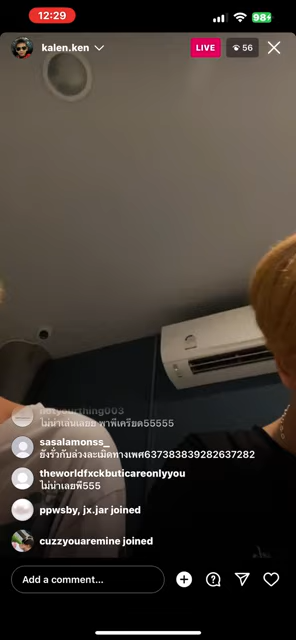 12:29
98
kalen.ken
LIVE
56
notyourthing003
ไม่น่าเล่นเลยย พาพี่เครียด55555
sasalamonss_
ยังรั่วกับล่วงละเมิดทางเพศ637383839282637282
theworldfxckbuticareonlyyou
ไม่น่าเลยพี่555
ppwsby, jx.jar joined
cuzzyouaremine joined
Add a comment...